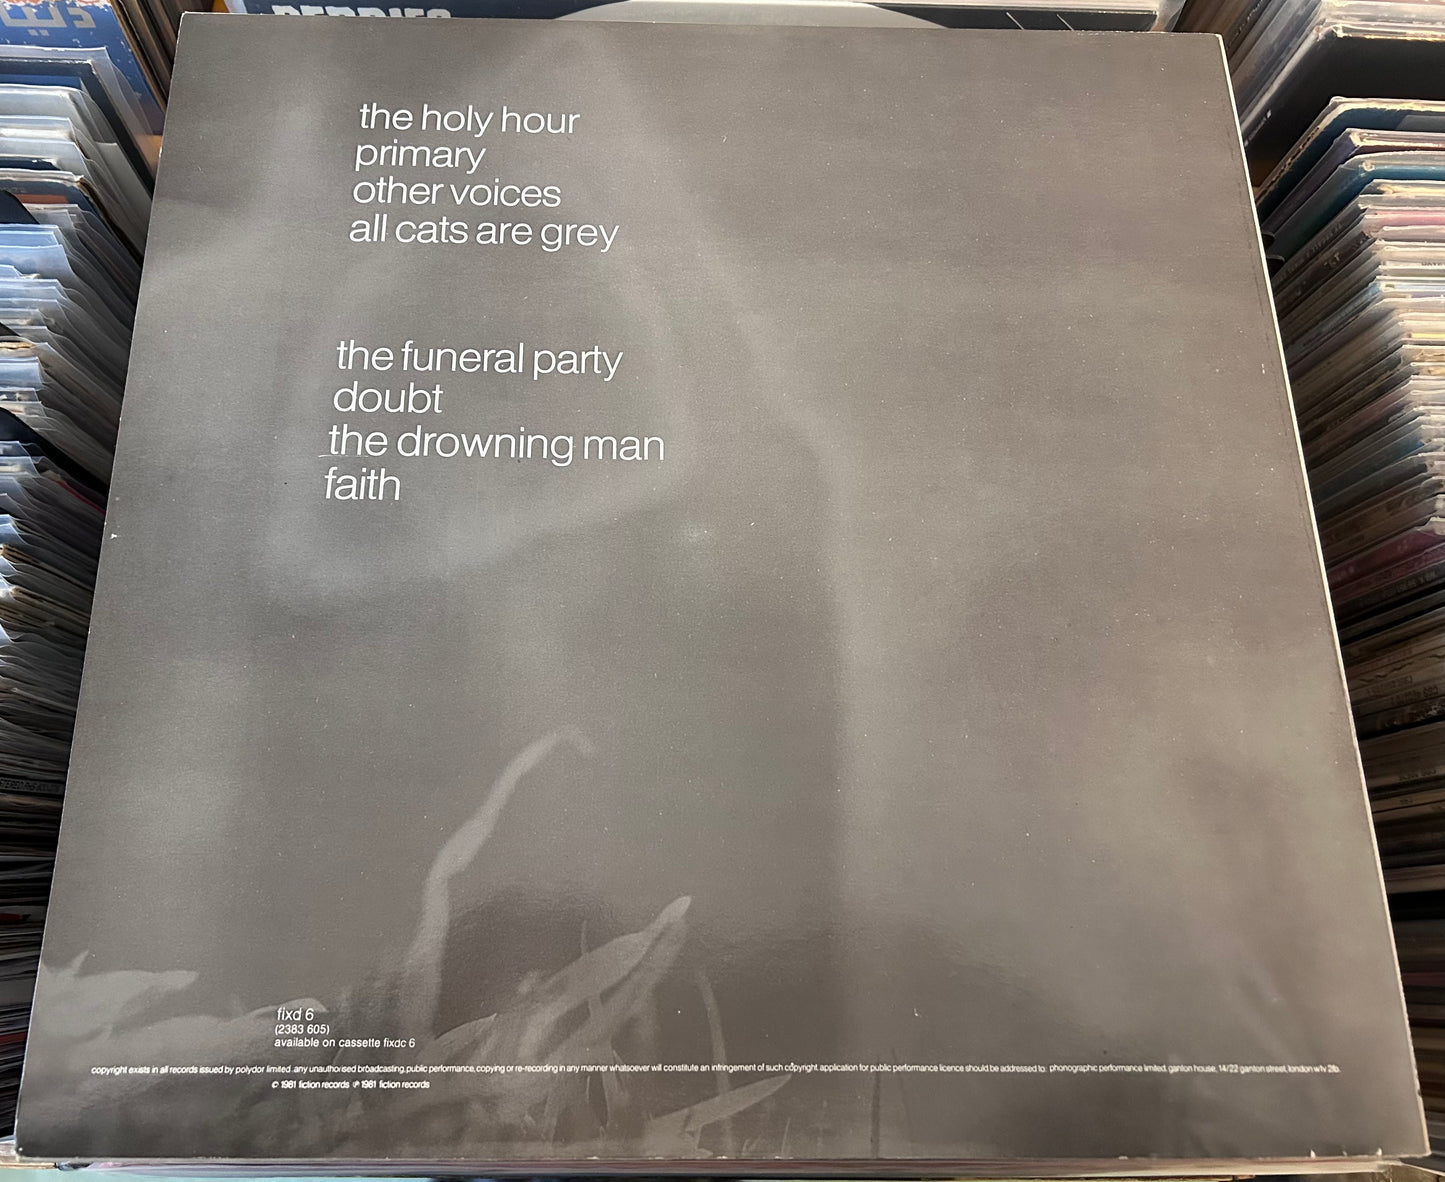 the holy hour
primary
other voices
all cats are grey
the funeral party
doubt
the drowning man
faith
fixd 6
(2383 605)
available on cassette fixdc 6
copyright exists in all records issued by polydor limited .any unauthorised broadcasting,public performance,copying or re-recording in any manner whatsoever will constitute an infringement of such copyright.application for public performance licence should be addressed to: phonographic performance limited, ganton house, 14/22 ganton street, london w1v 2lb.
© 1981 fiction records ℗ 1981 fiction records